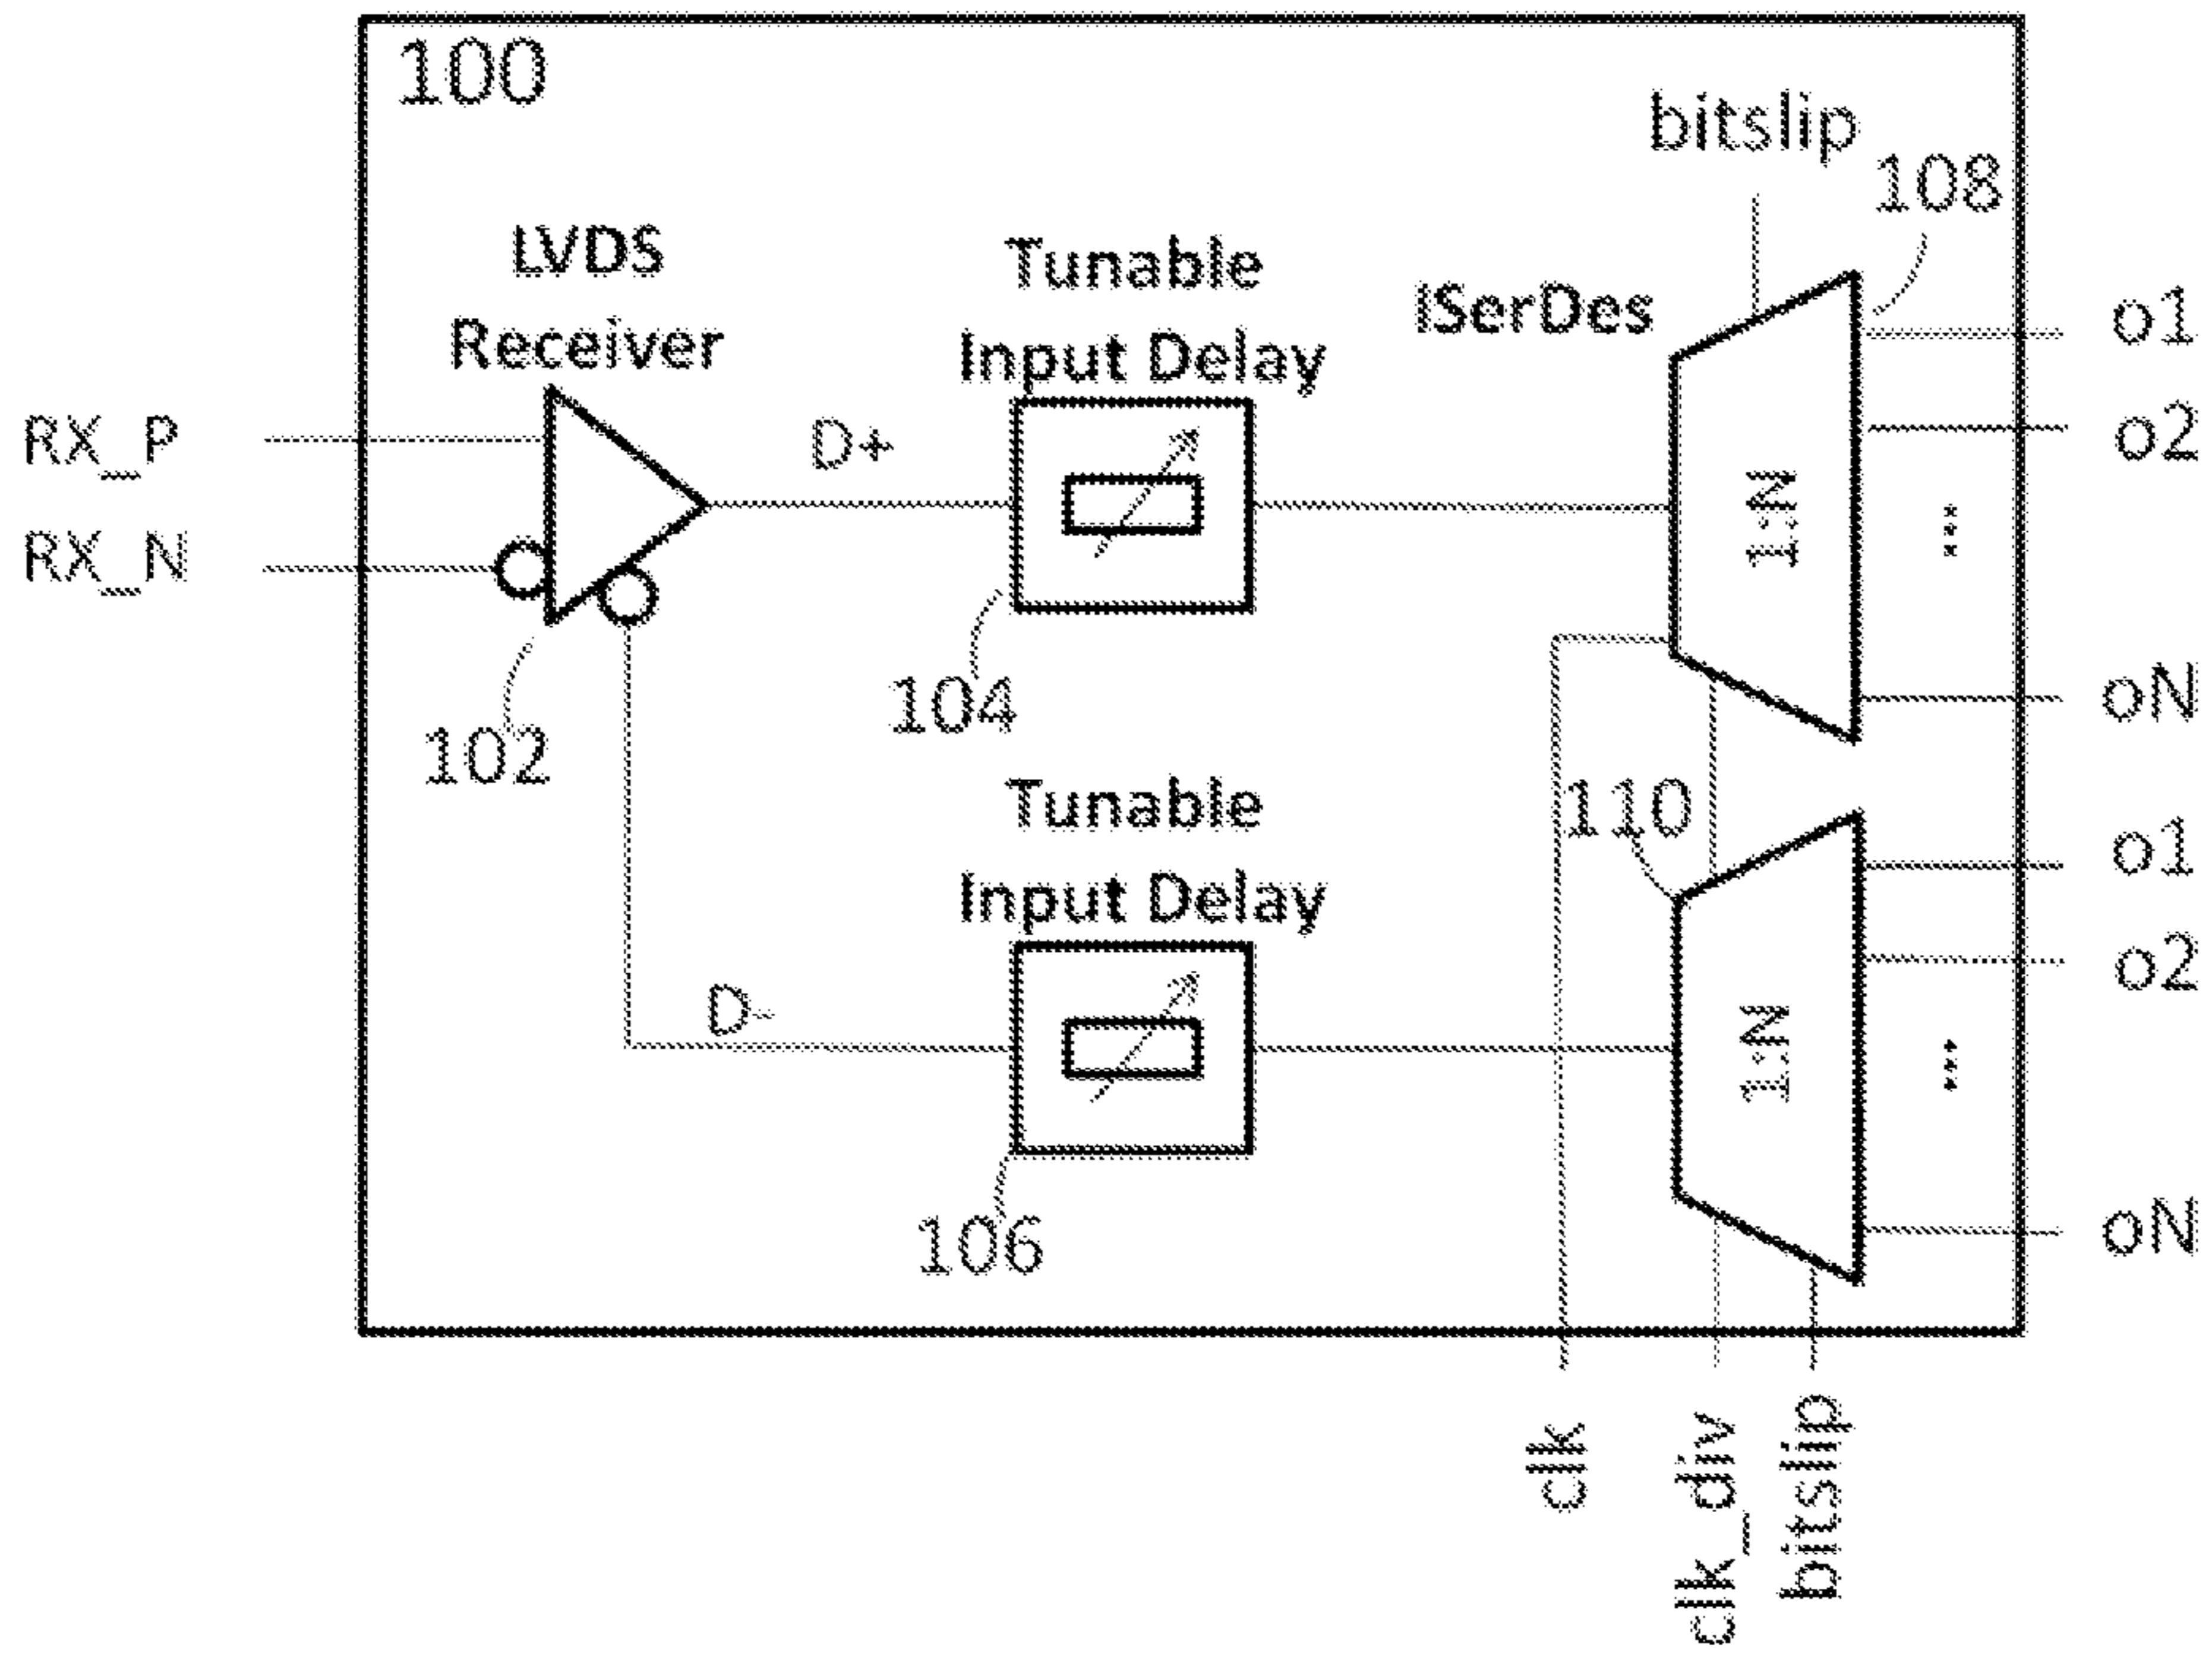 100
bitslip
108
LVDS
Receiver
Tunable
Input Delay
ISerDes
o1
RX_P
D+
o2
1:N
...
RX_N
102
104
oN
Tunable
Input Delay
110
o1
o2
D-
1:N
...
106
oN
clk
clk_div
bitslip